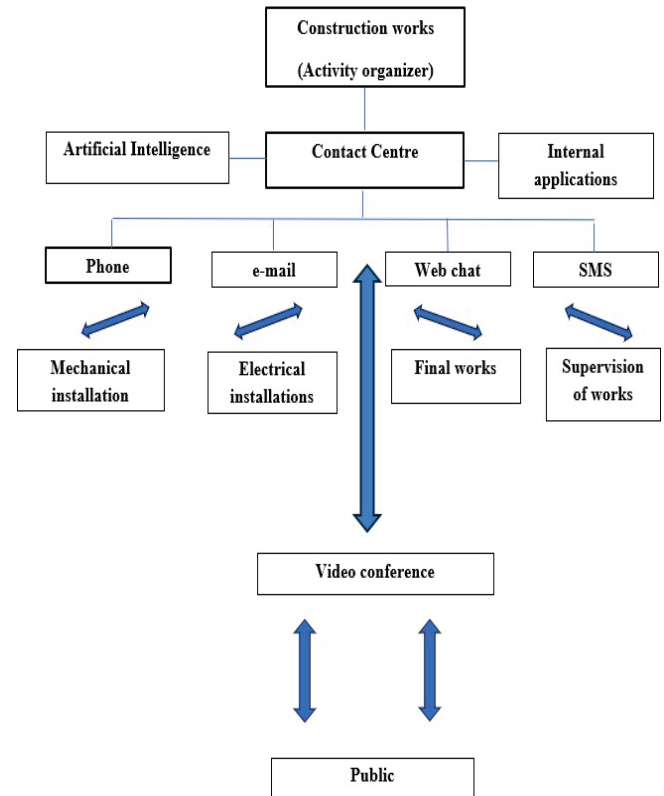 Construction works
(Activity organizer)
Artificial Intelligence
Contact Centre
Internal
applications
Phone
e-mail
Web chat
SMS
Mechanical
installation
Electrical
installations
Final works
Supervision
of works
Video conference
Public